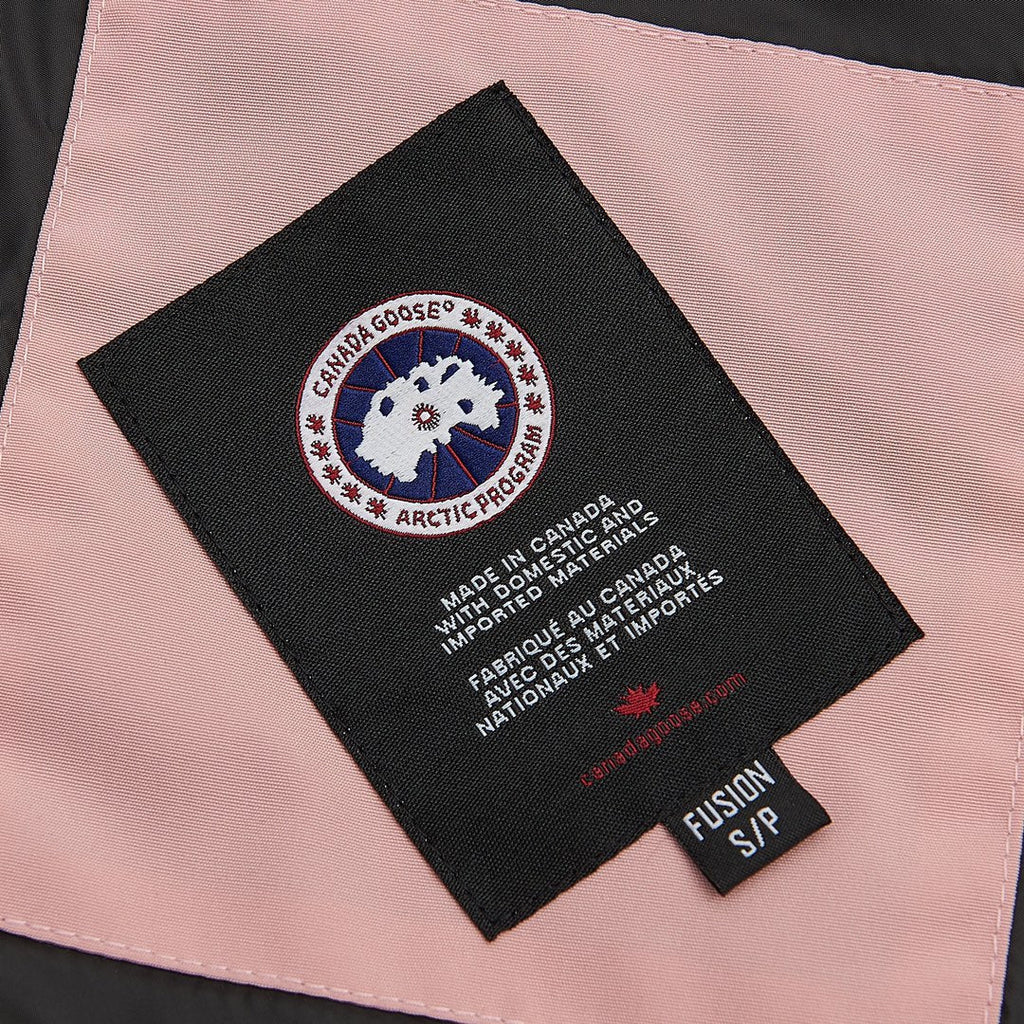 CANADA GOOSE®
ARCTIC PROGRAM
MADE IN CANADA
WITH DOMESTIC AND
IMPORTED MATERIALS
FABRIQUÉ AU CANADA
AVEC DES MATERIAUX
NATIONAUX ET IMPORTÉS
canadagoose.com
FUSION
S/P